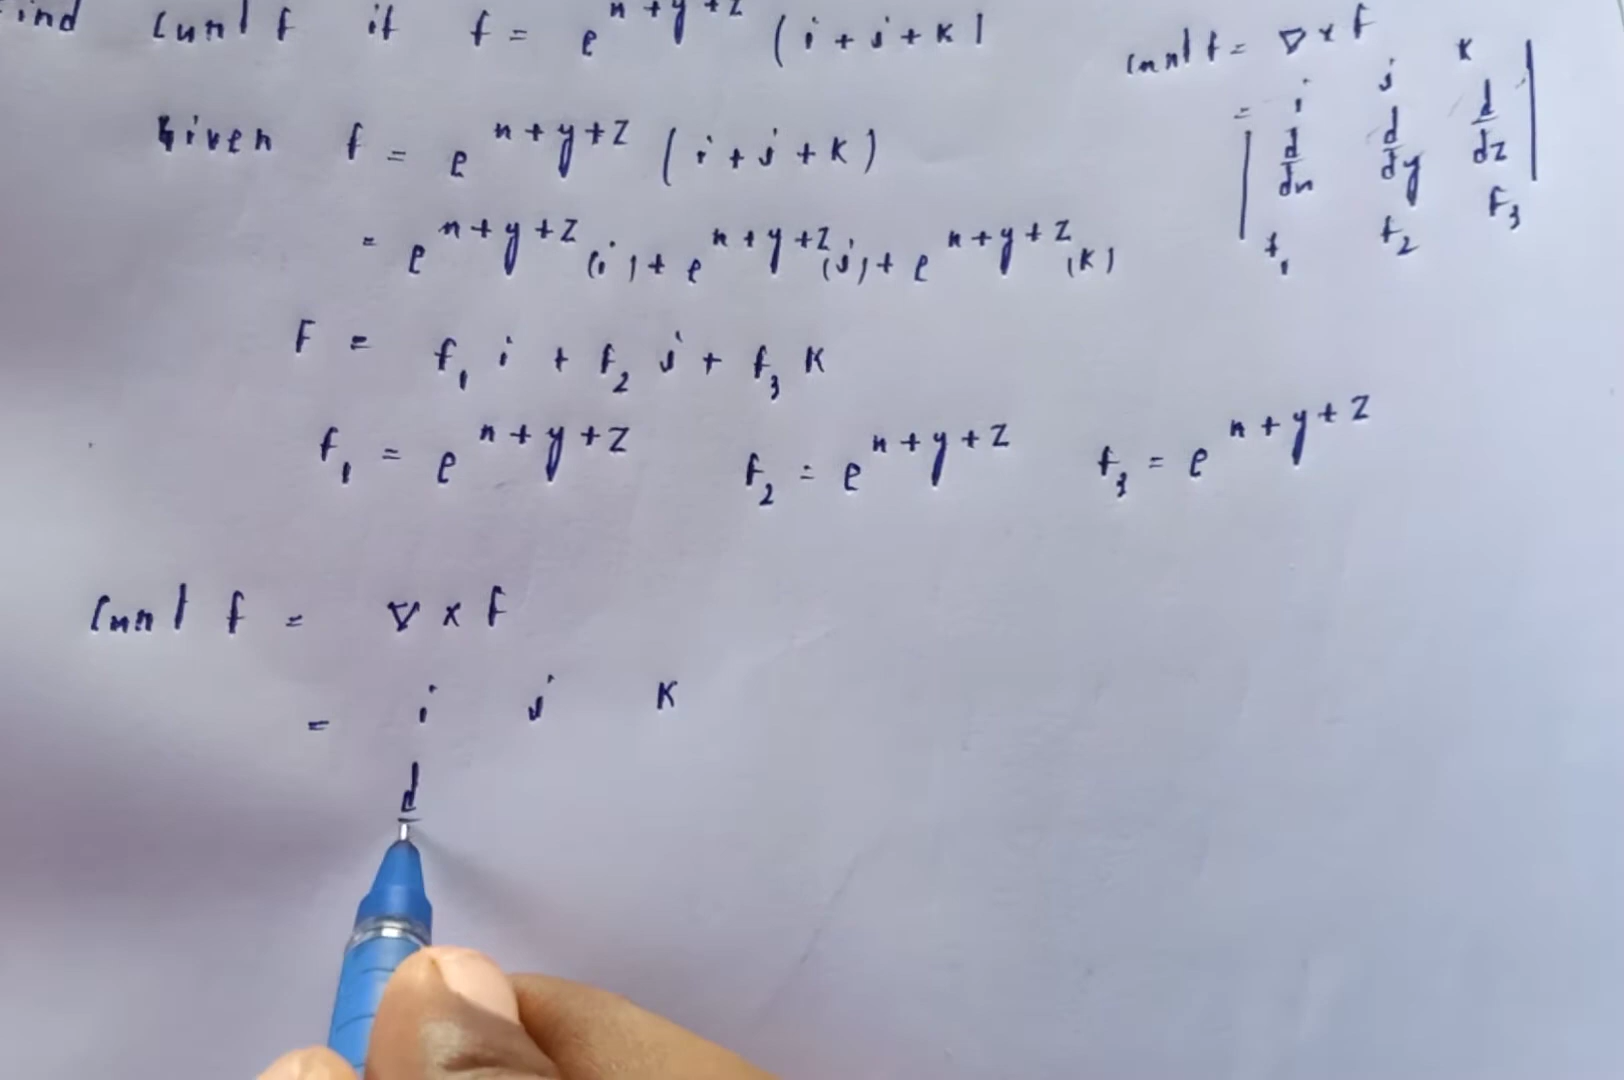 ind curl f if f = e^x+y+z (i+j+k)
curl f = ∇ × F
= | i j k
d/dx d/dy d/dz |
f1 f2 F3
Given f = e^x+y+z (i+j+k)
= e^x+y+z (i) + e^x+y+z (j) + e^x+y+z (k)
F = f1 i + f2 j + f3 k
f1 = e^x+y+z f2 = e^x+y+z f3 = e^x+y+z
curl f = ∇ × F
= i j k
d